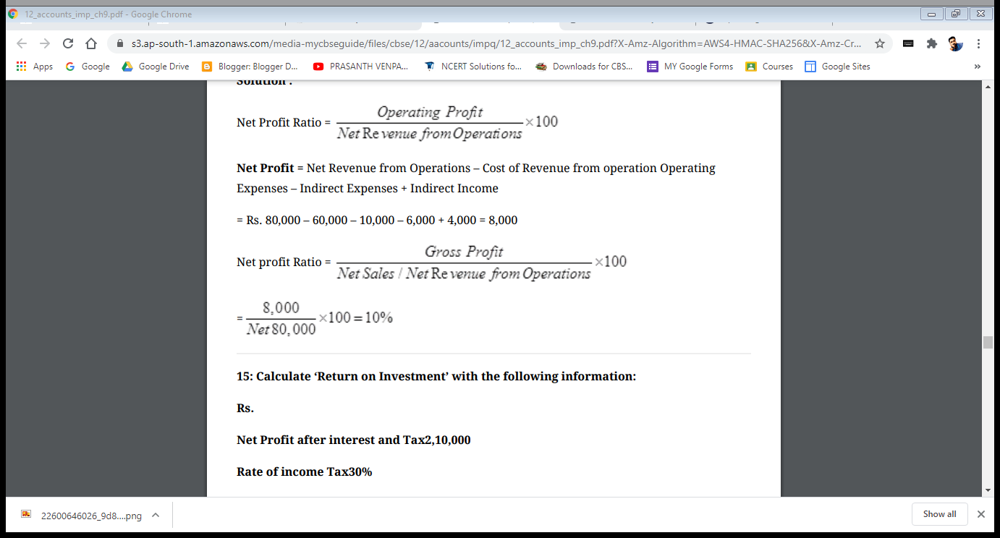 12_accounts_imp_ch9.pdf - Google Chrome
s3.ap-south-1.amazonaws.com/media-mycbseguide/files/cbse/12/aacounts/impq/12_accounts_imp_ch9.pdf?X-Amz-Algorithm=AWS4-HMAC-SHA256&X-Amz-Cr...
Apps Google Google Drive Blogger: Blogger D... PRASANTH VENPA... NCERT Solutions fo... Downloads for CBS... MY Google Forms Courses Google Sites »
Solution :
Net Profit Ratio = Operating Profit / Net Revenue from Operations ×100
Net Profit = Net Revenue from Operations – Cost of Revenue from operation Operating
Expenses – Indirect Expenses + Indirect Income
= Rs. 80,000 – 60,000 – 10,000 – 6,000 + 4,000 = 8,000
Net profit Ratio = Gross Profit / Net Sales / Net Revenue from Operations ×100
= 8,000 / Net 80,000 ×100 = 10%
15: Calculate ‘Return on Investment’ with the following information:
Rs.
Net Profit after interest and Tax2,10,000
Rate of income Tax30%
22600646026_9d8....png
Show all